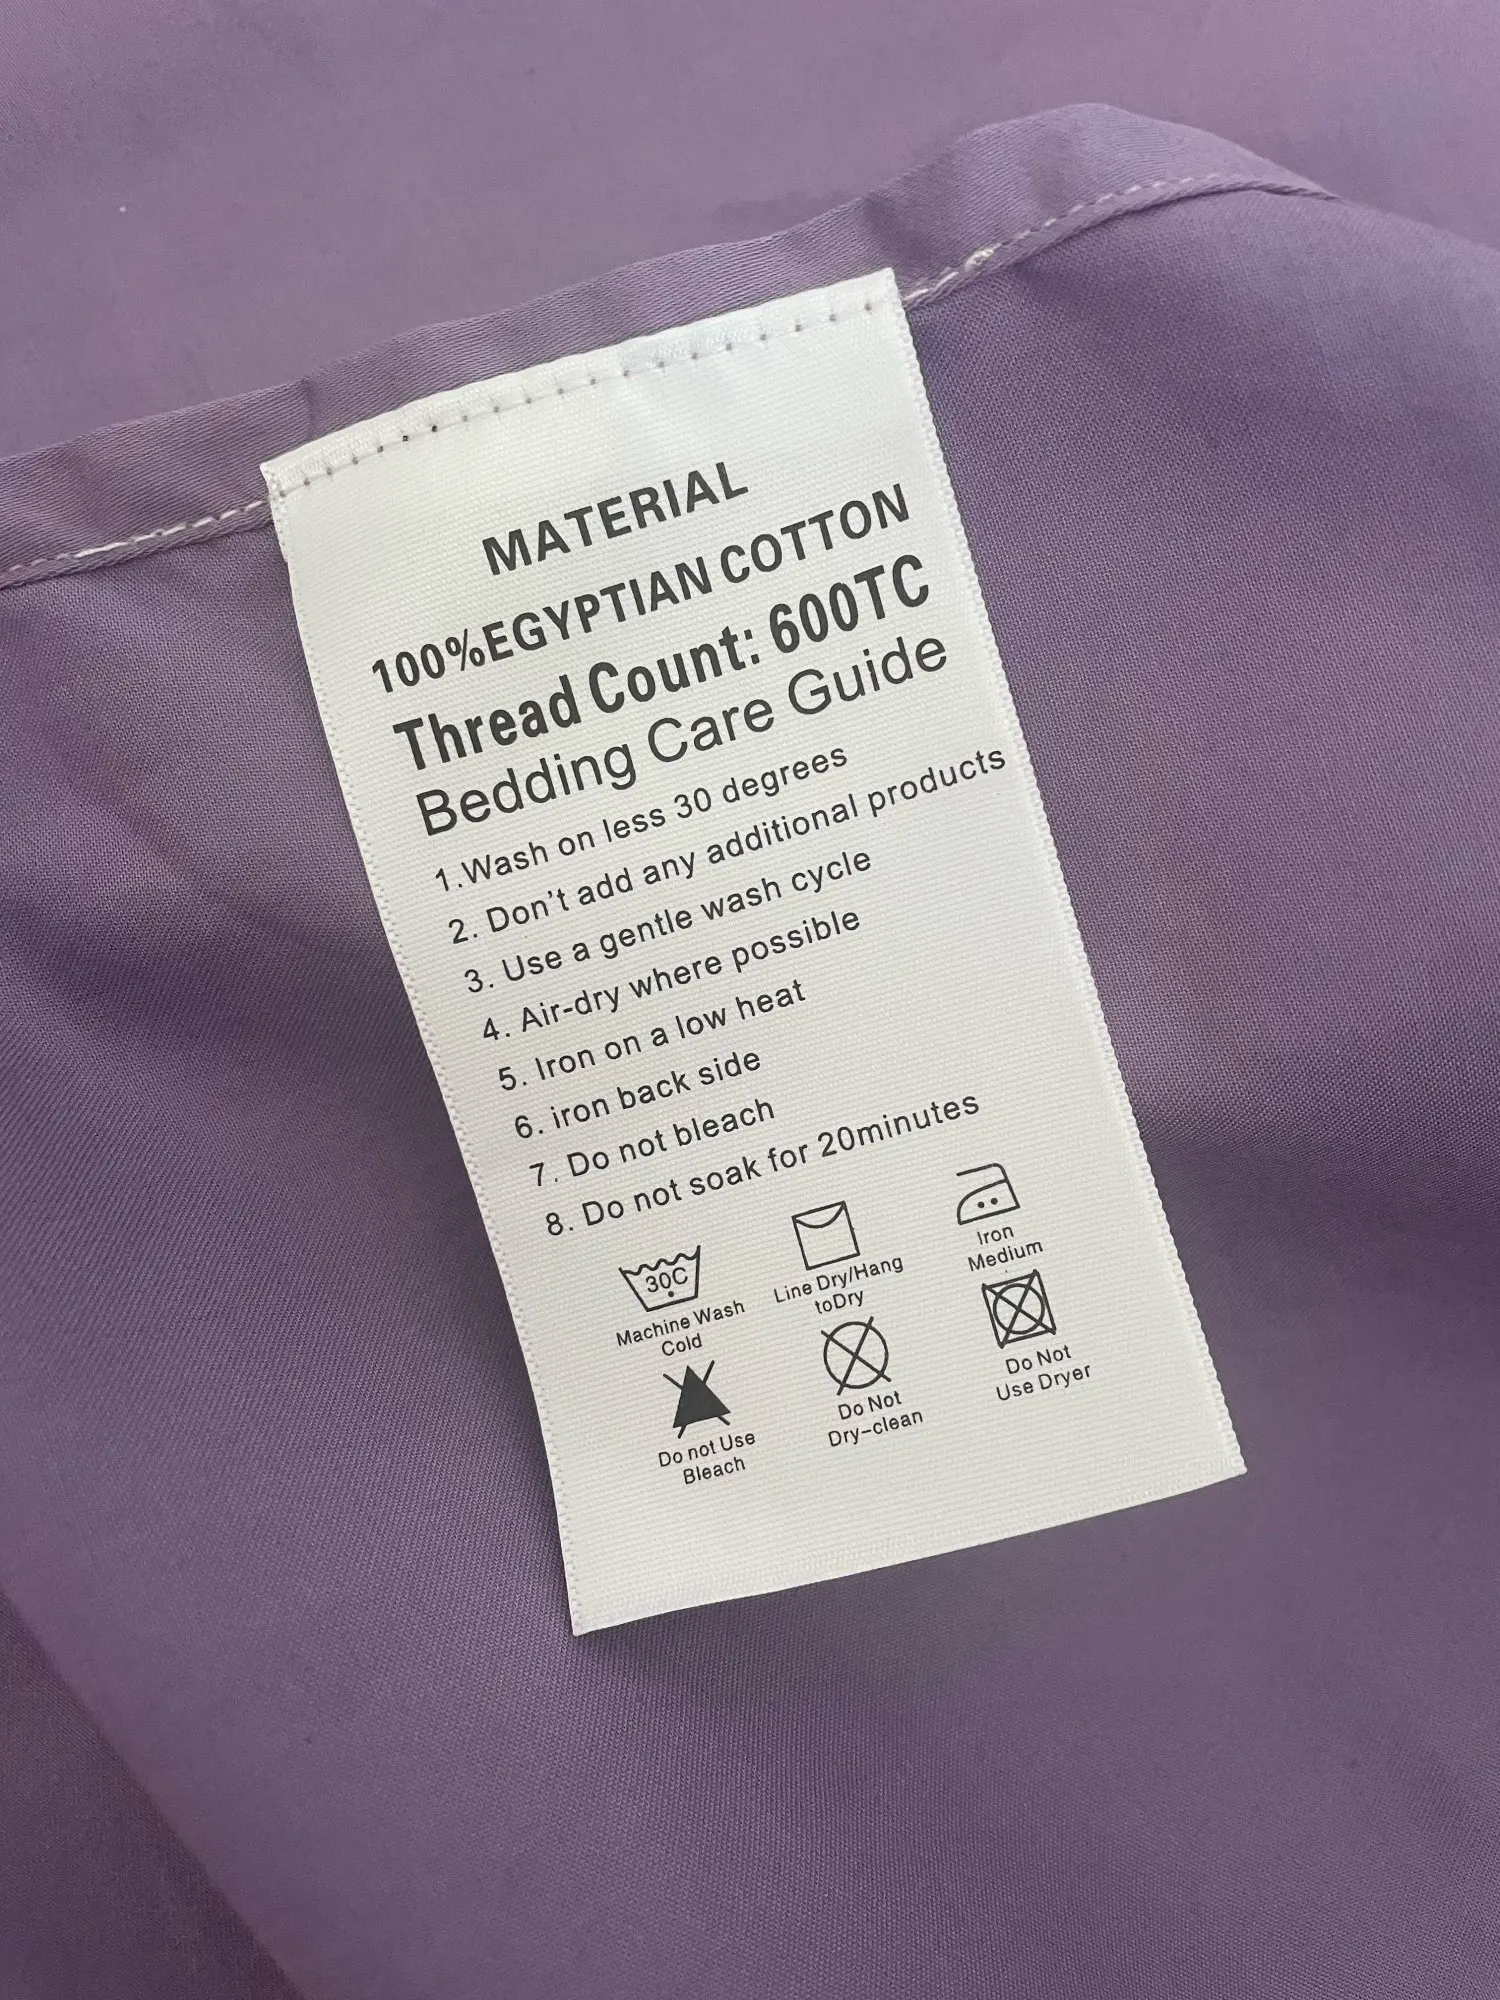 MATERIAL
100%EGYPTIAN COTTON
Thread Count: 600TC
Bedding Care Guide
1.Wash on less 30 degrees
2. Don't add any additional products
3. Use a gentle wash cycle
4. Air-dry where possible
5. Iron on a low heat
6. iron back side
7. Do not bleach
8. Do not soak for 20minutes
30C
Machine Wash
Cold
Line Dry/Hang
toDry
Iron
Medium
Do not Use
Bleach
Do Not
Dry-clean
Do Not
Use Dryer